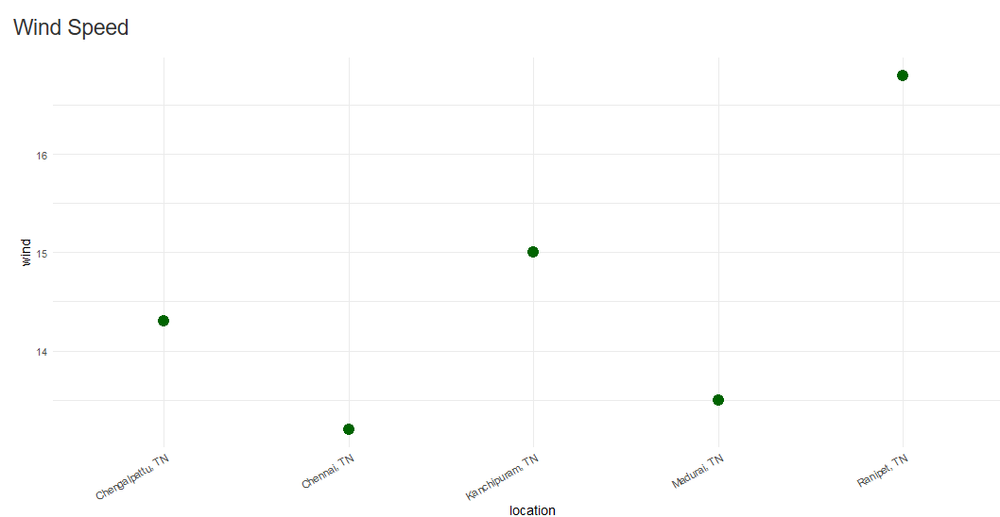 Wind Speed
16
15
14
wind
Chengalpattu, TN
Chennai, TN
Kanchipuram, TN
Madurai, TN
Ranipet, TN
location